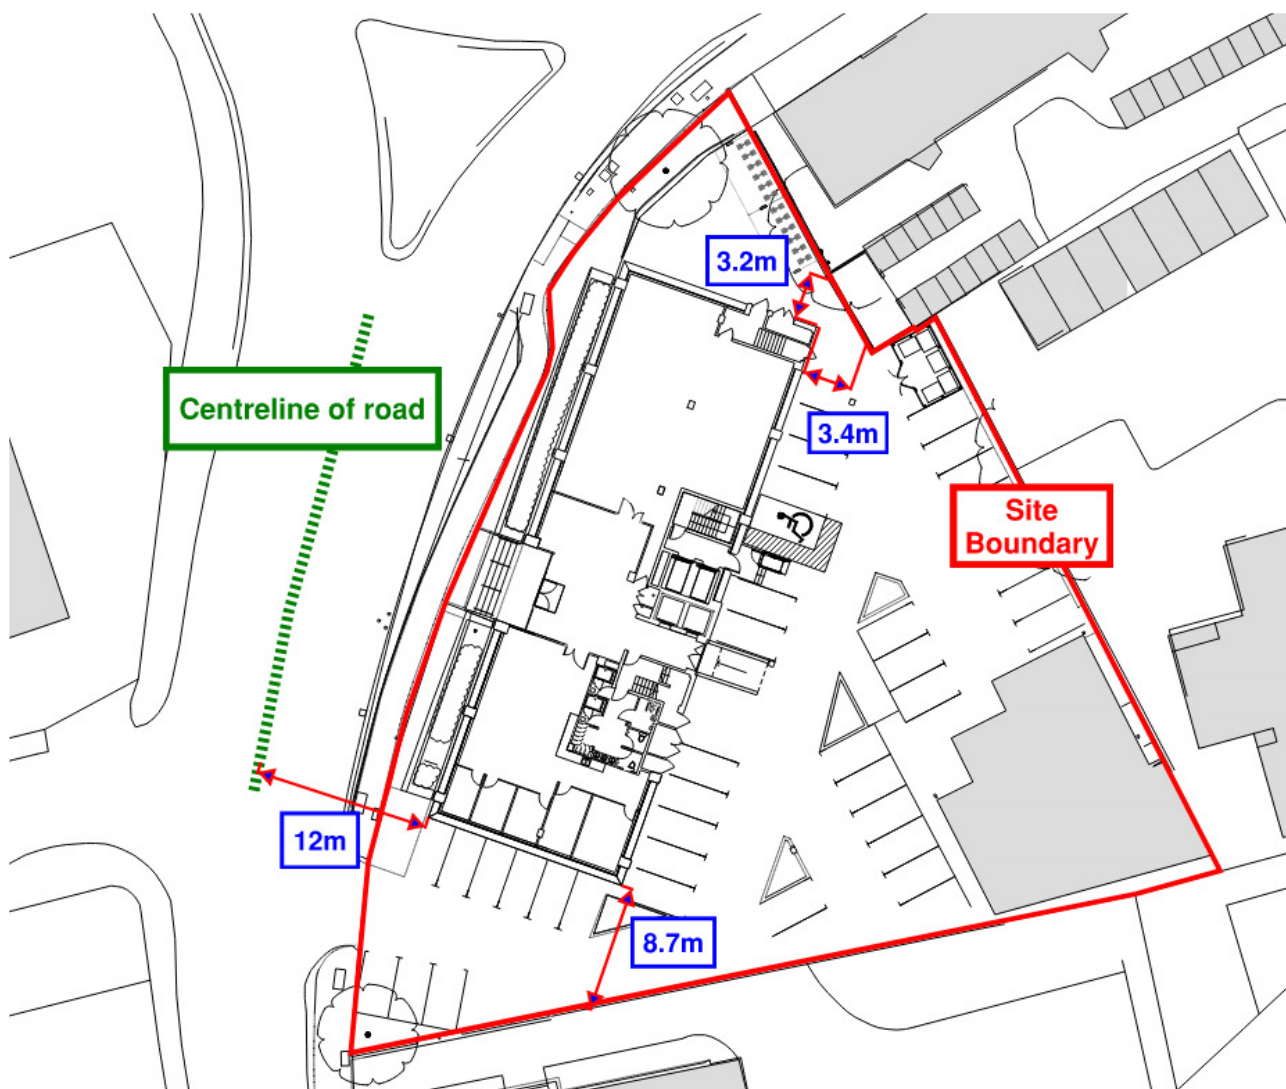 3.2m
Centreline of road
3.4m
Site
Boundary
12m
8.7m